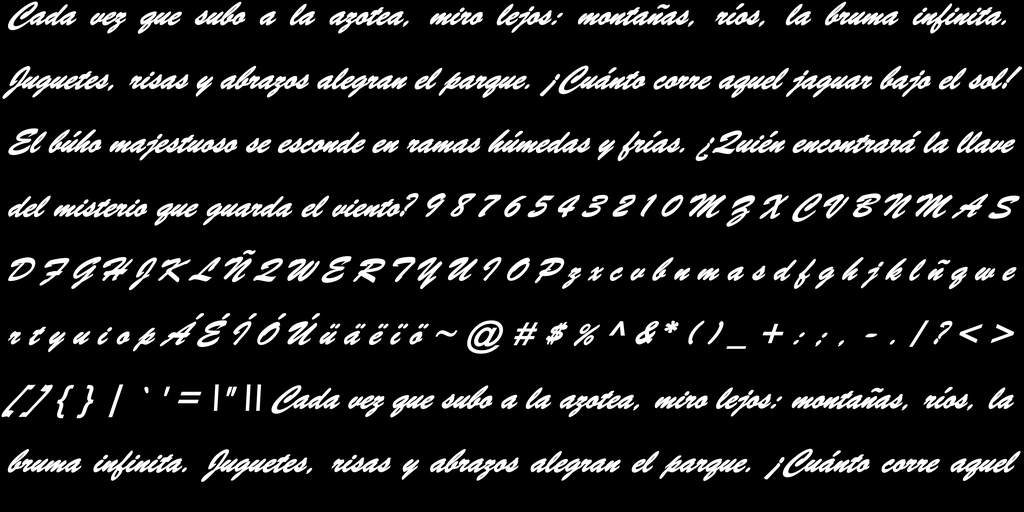 Cada vez que subo a la azotea, miro lejos: montañas, ríos, la bruma infinita.
Juguetes, risas y abrazos alegran el parque. ¡Cuánto corre aquel jaguar bajo el sol!
El búho majestuoso se esconde en ramas húmedas y frías. ¿Quién encontrará la llave
del misterio que guarda el viento? 9 8 7 6 5 4 3 2 1 0 M Z X C V B N M A S
D F G H J K L Ñ Q W E R T Y U I O P z x c v b n m a s d f g h j k l ñ q w e
r t y u i o p Á É Í Ó Ú ü ä ë ï ö ~ @ # $ % ^ & * ( ) _ + : ; , - . / ? < >
[ ] { } | ` ' = \ " \\ Cada vez que subo a la azotea, miro lejos: montañas, ríos, la
bruma infinita. Juguetes, risas y abrazos alegran el parque. ¡Cuánto corre aquel